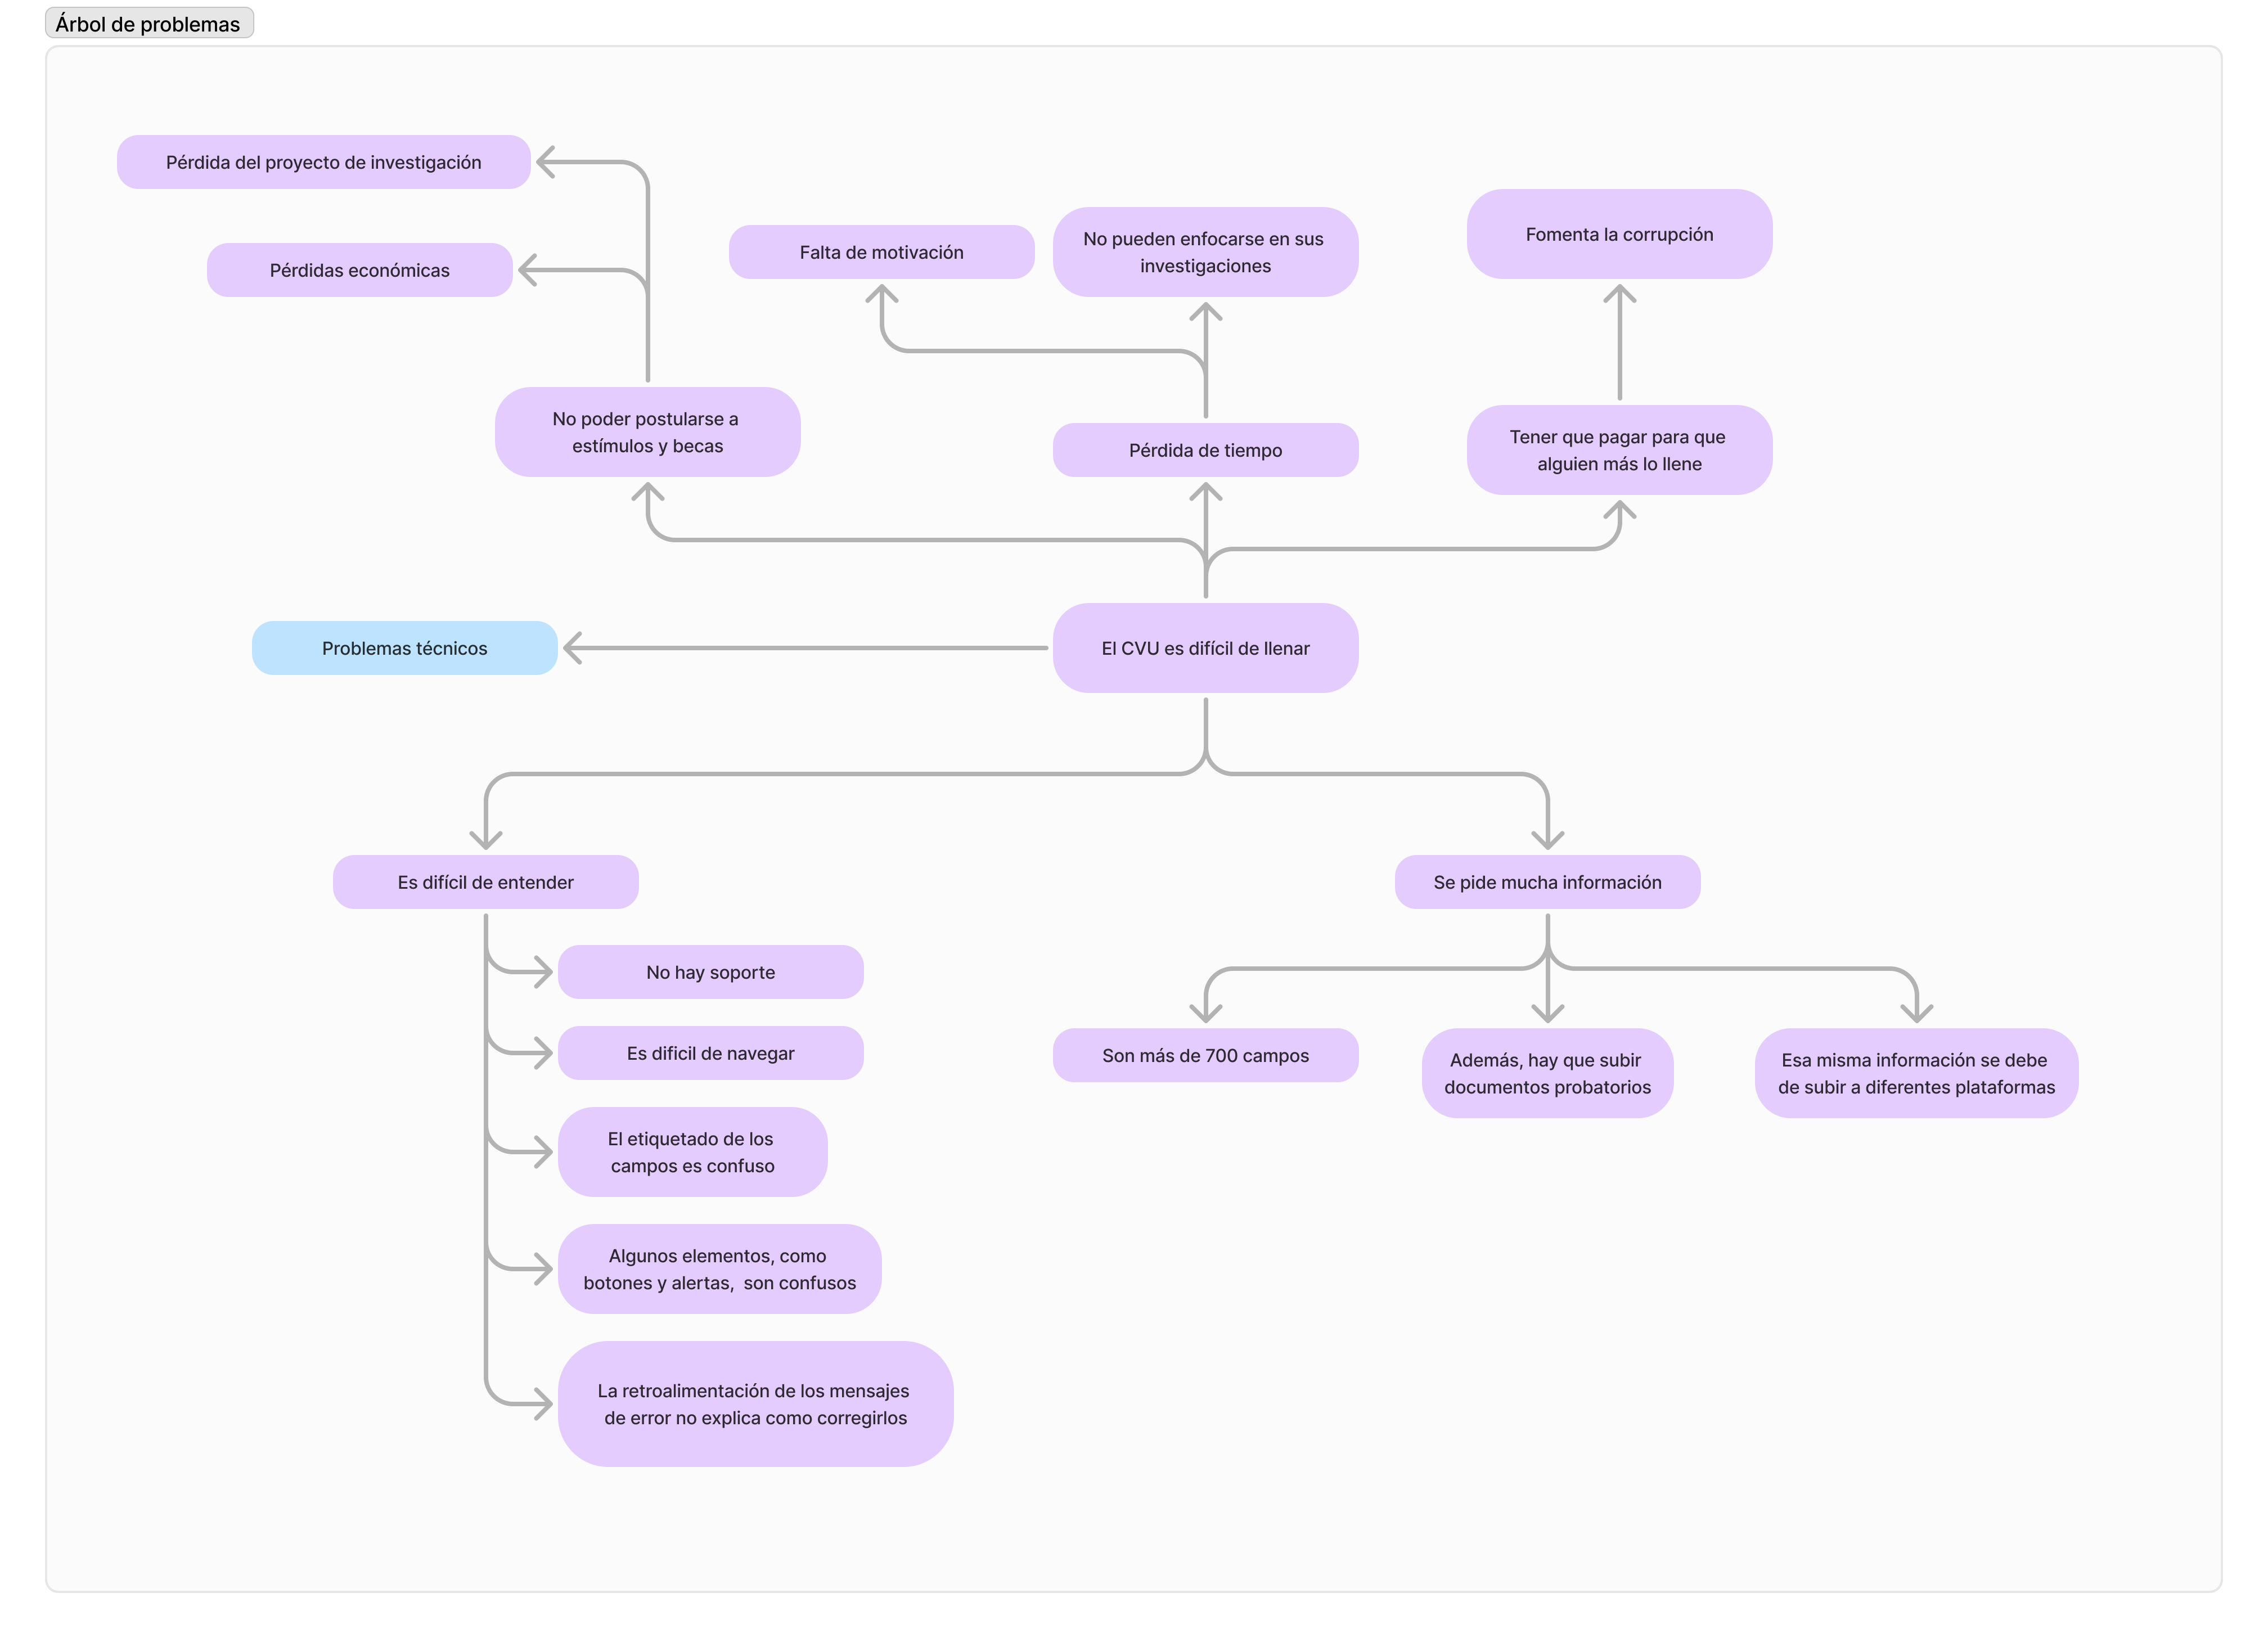 Árbol de problemas
Pérdida del proyecto de investigación
Pérdidas económicas
Falta de motivación
No pueden enfocarse en sus
investigaciones
Fomenta la corrupción
No poder postularse a
estímulos y becas
Pérdida de tiempo
Tener que pagar para que
alguien más lo llene
Problemas técnicos
El CVU es difícil de llenar
Es difícil de entender
Se pide mucha información
No hay soporte
Es dificil de navegar
El etiquetado de los
campos es confuso
Algunos elementos, como
botones y alertas,  son confusos
La retroalimentación de los mensajes
de error no explica como corregirlos
Son más de 700 campos
Además, hay que subir
documentos probatorios
Esa misma información se debe
de subir a diferentes plataformas